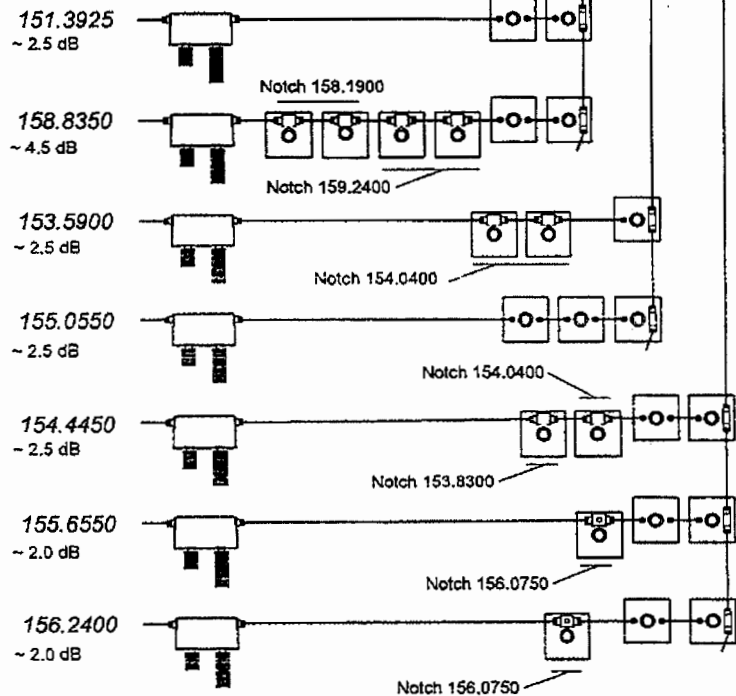 151.3925
~ 2.5 dB
Notch 158.1900
158.8350
~ 4.5 dB
Notch 159.2400
153.5900
~ 2.5 dB
Notch 154.0400
155.0550
~ 2.5 dB
Notch 154.0400
154.4450
~ 2.5 dB
Notch 153.8300
155.6550
~ 2.0 dB
Notch 156.0750
156.2400
~ 2.0 dB
Notch 156.0750